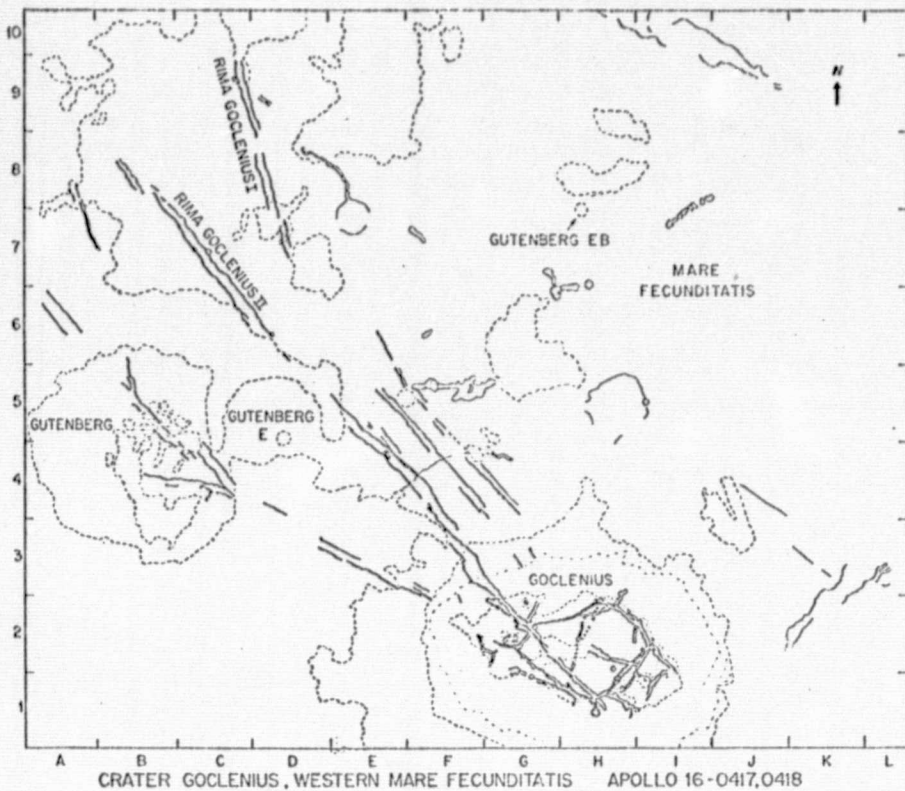 10
9
8
7
6
5
4
3
2
1
N
RIMA GOCLENIUS I
RIMA GOCLENIUS II
GUTENBERG EB
MARE
FECUNDITATIS
GUTENBERG
GUTENBERG
E
GOCLENIUS
A B C D E F G H I J K L
CRATER GOCLENIUS, WESTERN MARE FECUNDITATIS APOLLO 16-0417,0418